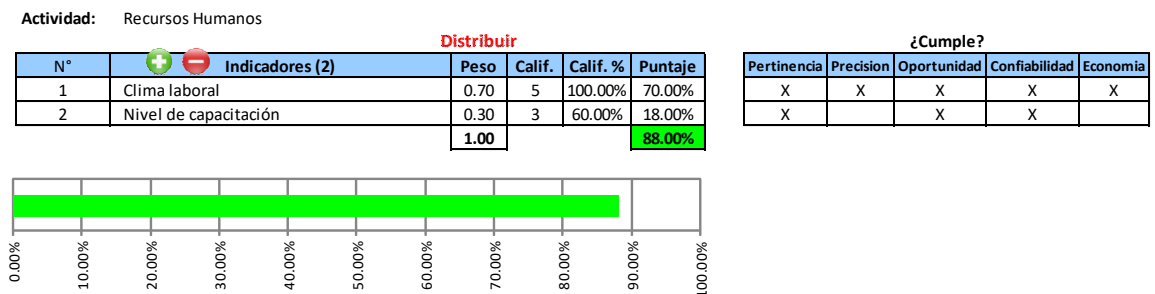 Actividad: Recursos Humanos
Distribuir ¿Cumple?
N° Indicadores (2) Peso Calif. Calif. % Puntaje Pertinencia Precision Oportunidad Confiabilidad Economia
1 Clima laboral 0.70 5 100.00% 70.00% X X X X X
2 Nivel de capacitación 0.30 3 60.00% 18.00% X X X
1.00 88.00%
0.00% 10.00% 20.00% 30.00% 40.00% 50.00% 60.00% 70.00% 80.00% 90.00% 100.00%